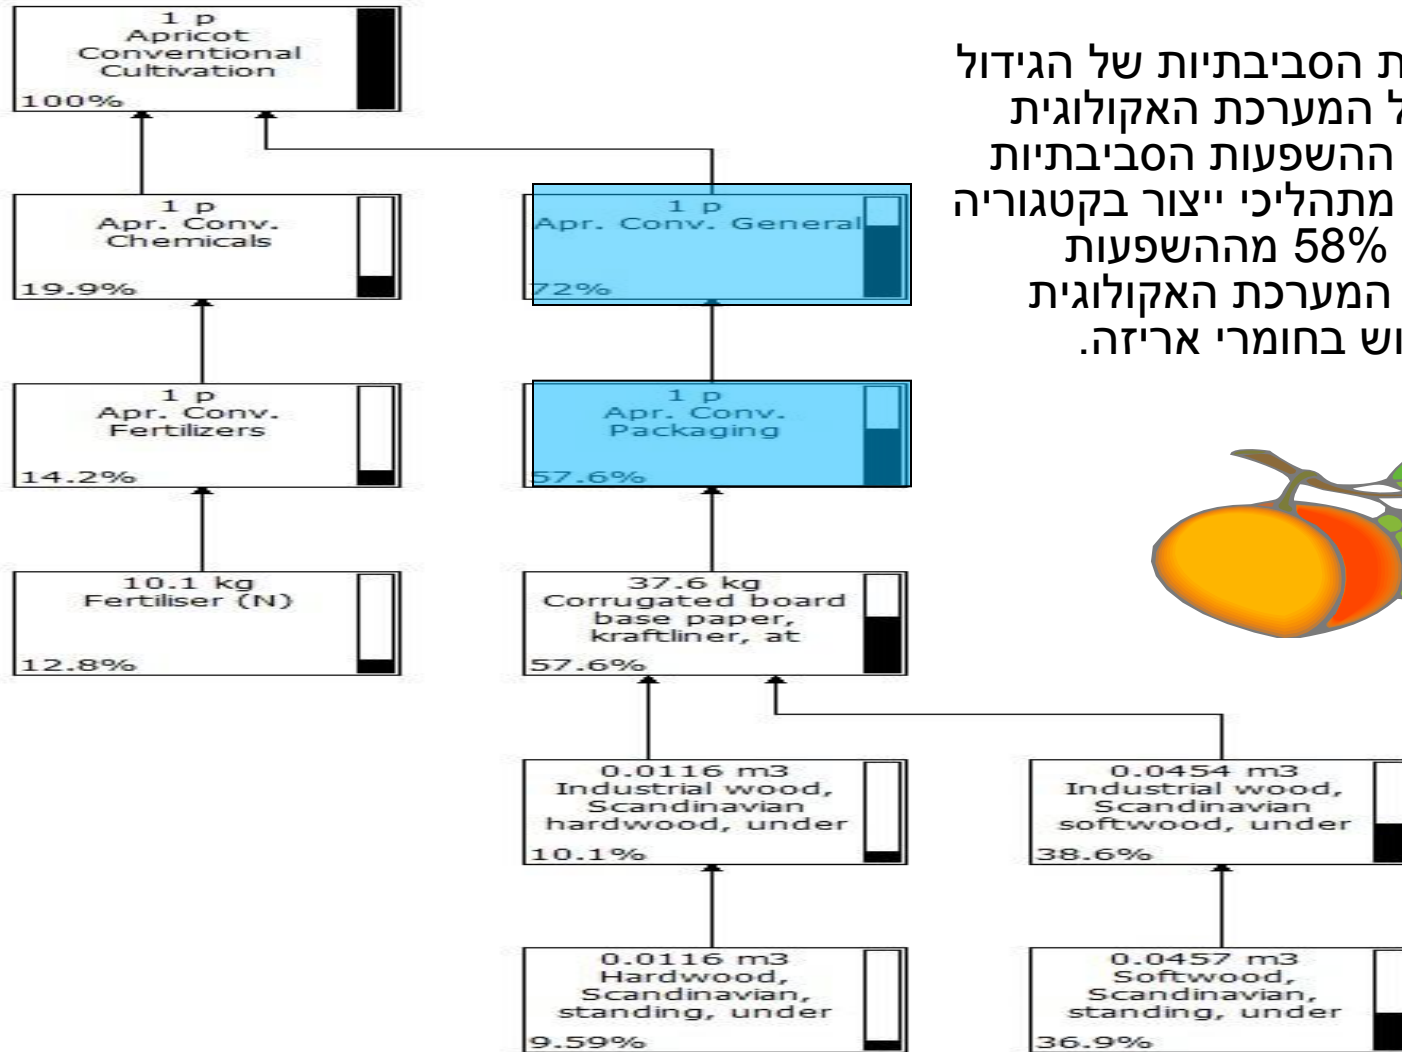 1 p
Apricot
Conventional
Cultivation
100%
הסביבתיות של הגידול
המערכת האקולוגית
ההשפעות הסביבתיות
מתהליכי ייצור בקטגוריה
58% מההשפעות
המערכת האקולוגית
בחומרי אריזה.
1 p
Apr. Conv.
Chemicals
19.9%
1 p
Apr. Conv. General
72%
1 p
Apr. Conv.
Fertilizers
14.2%
1 p
Apr. Conv.
Packaging
57.6%
10.1 kg
Fertiliser (N)
12.8%
37.6 kg
Corrugated board
base paper,
kraftliner, at
57.6%
0.0116 m3
Industrial wood,
Scandinavian
hardwood, under
10.1%
0.0454 m3
Industrial wood,
Scandinavian
softwood, under
38.6%
0.0116 m3
Hardwood,
Scandinavian,
standing, under
9.59%
0.0457 m3
Softwood,
Scandinavian,
standing, under
36.9%